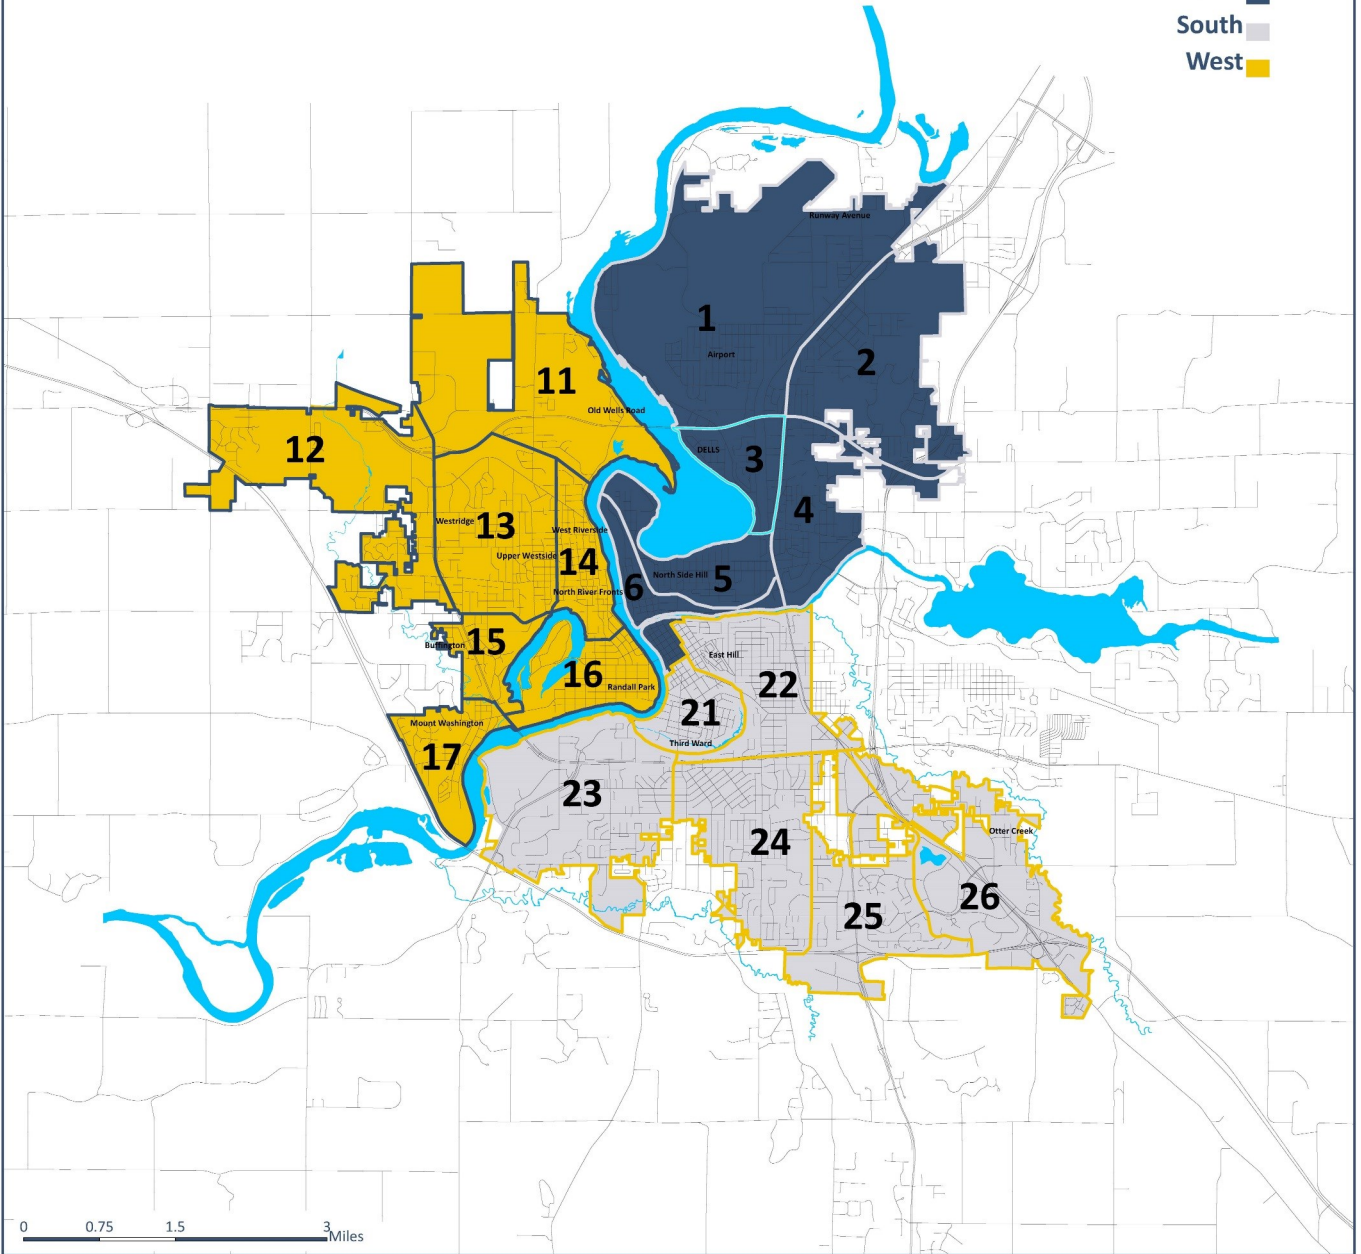 South
West
Runway Avenue
1
Airport
2
11
Old Wells Road
12
DELLS
3
4
Westridge
13
West Riverside
Upper Westside
14
North River Fronts
6
North Side Hill
5
Buffington
15
East Hill
16
Randall Park
22
21
Mount Washington
Third Ward
17
23
24
Otter Creek
25
26
0 0.75 1.5 3
Miles